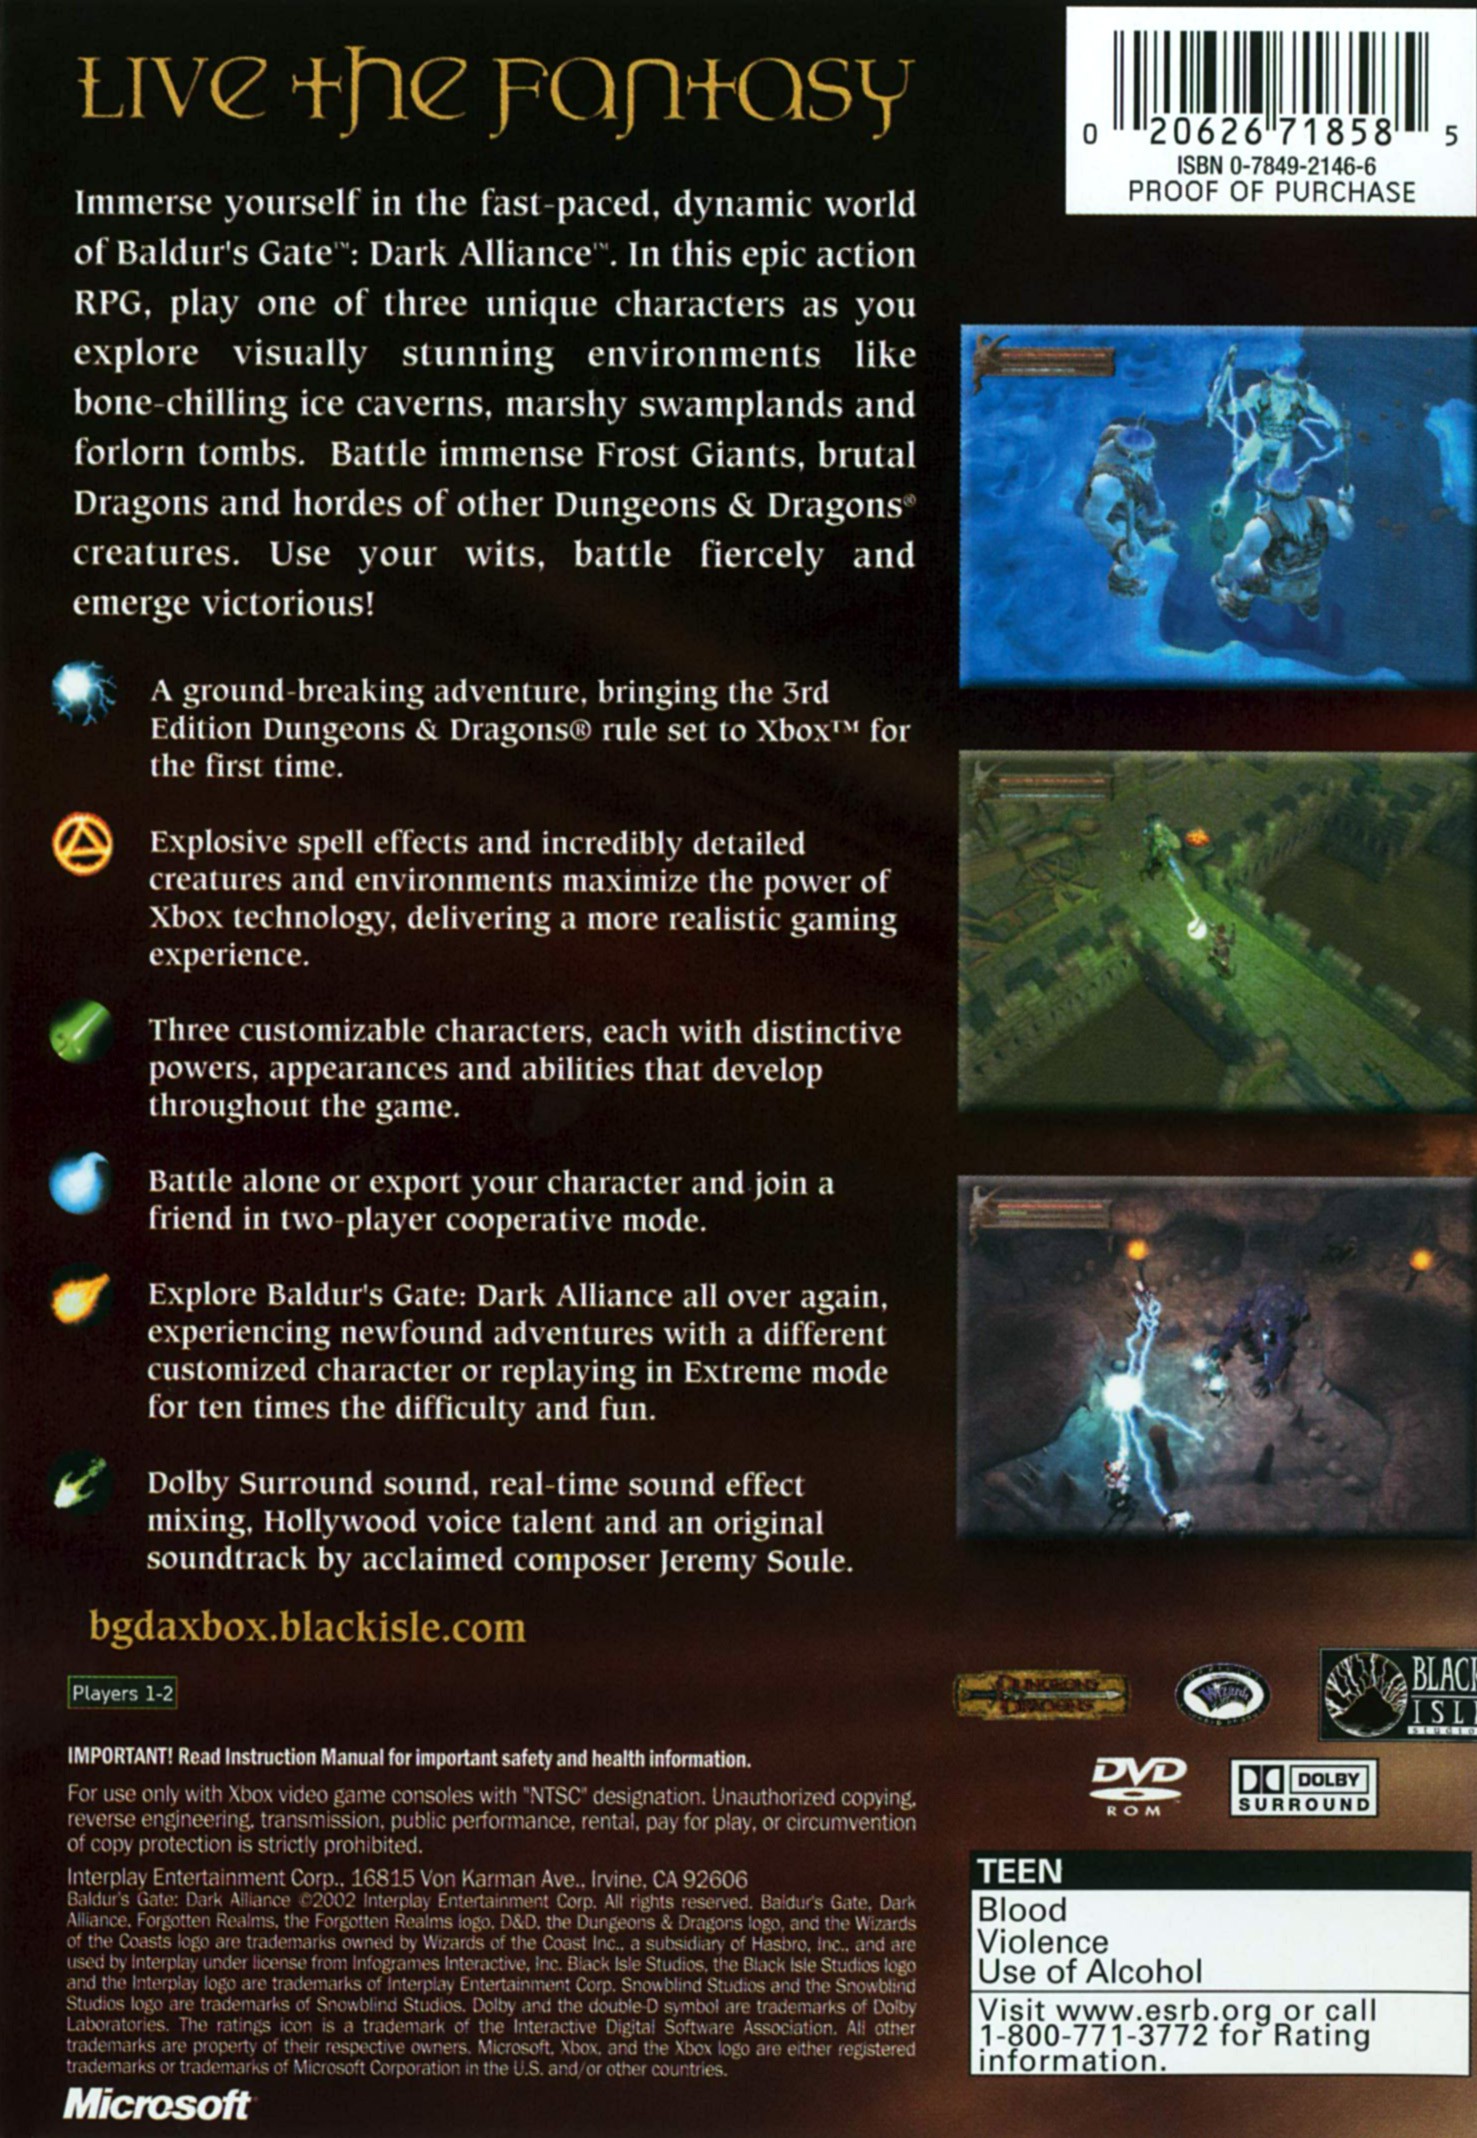 LIVE the FANTASY
0 20626 71858 5
ISBN 0-7849-2146-6
PROOF OF PURCHASE
Immerse yourself in the fast-paced, dynamic world
of Baldur's Gate™: Dark Alliance™. In this epic action
RPG, play one of three unique characters as you
explore visually stunning environments like
bone-chilling ice caverns, marshy swamplands and
forlorn tombs. Battle immense Frost Giants, brutal
Dragons and hordes of other Dungeons & Dragons®
creatures. Use your wits, battle fiercely and
emerge victorious!
A ground-breaking adventure, bringing the 3rd
Edition Dungeons & Dragons® rule set to Xbox™ for
the first time.
Explosive spell effects and incredibly detailed
creatures and environments maximize the power of
Xbox technology, delivering a more realistic gaming
experience.
Three customizable characters, each with distinctive
powers, appearances and abilities that develop
throughout the game.
Battle alone or export your character and join a
friend in two-player cooperative mode.
Explore Baldur's Gate: Dark Alliance all over again,
experiencing newfound adventures with a different
customized character or replaying in Extreme mode
for ten times the difficulty and fun.
Dolby Surround sound, real-time sound effect
mixing, Hollywood voice talent and an original
soundtrack by acclaimed composer Jeremy Soule.
bgdaxbox.blackisle.com
Players 1-2
DUNGEONS
DRAGONS
Wizards
BLACK
ISLE
STUDIO
IMPORTANT! Read Instruction Manual for important safety and health information.
For use only with Xbox video game consoles with "NTSC" designation. Unauthorized copying,
reverse engineering, transmission, public performance, rental, pay for play, or circumvention
of copy protection is strictly prohibited.
DVD
ROM
DOLBY
SURROUND
Interplay Entertainment Corp., 16815 Von Karman Ave., Irvine, CA 92606
Baldur's Gate: Dark Alliance ©2002 Interplay Entertainment Corp. All rights reserved. Baldur's Gate, Dark
Alliance, Forgotten Realms, the Forgotten Realms logo, D&D, the Dungeons & Dragons logo, and the Wizards
of the Coasts logo are trademarks owned by Wizards of the Coast Inc., a subsidiary of Hasbro, Inc., and are
used by Interplay under license from Infogrames Interactive, Inc. Black Isle Studios, the Black Isle Studios logo
and the Interplay logo are trademarks of Interplay Entertainment Corp. Snowblind Studios and the Snowblind
Studios logo are trademarks of Snowblind Studios. Dolby and the double-D symbol are trademarks of Dolby
Laboratories. The ratings icon is a trademark of the Interactive Digital Software Association. All other
trademarks are property of their respective owners. Microsoft, Xbox, and the Xbox logo are either registered
trademarks or trademarks of Microsoft Corporation in the U.S. and/or other countries.
Microsoft
TEEN
Blood
Violence
Use of Alcohol
Visit www.esrb.org or call
1-800-771-3772 for Rating
information.